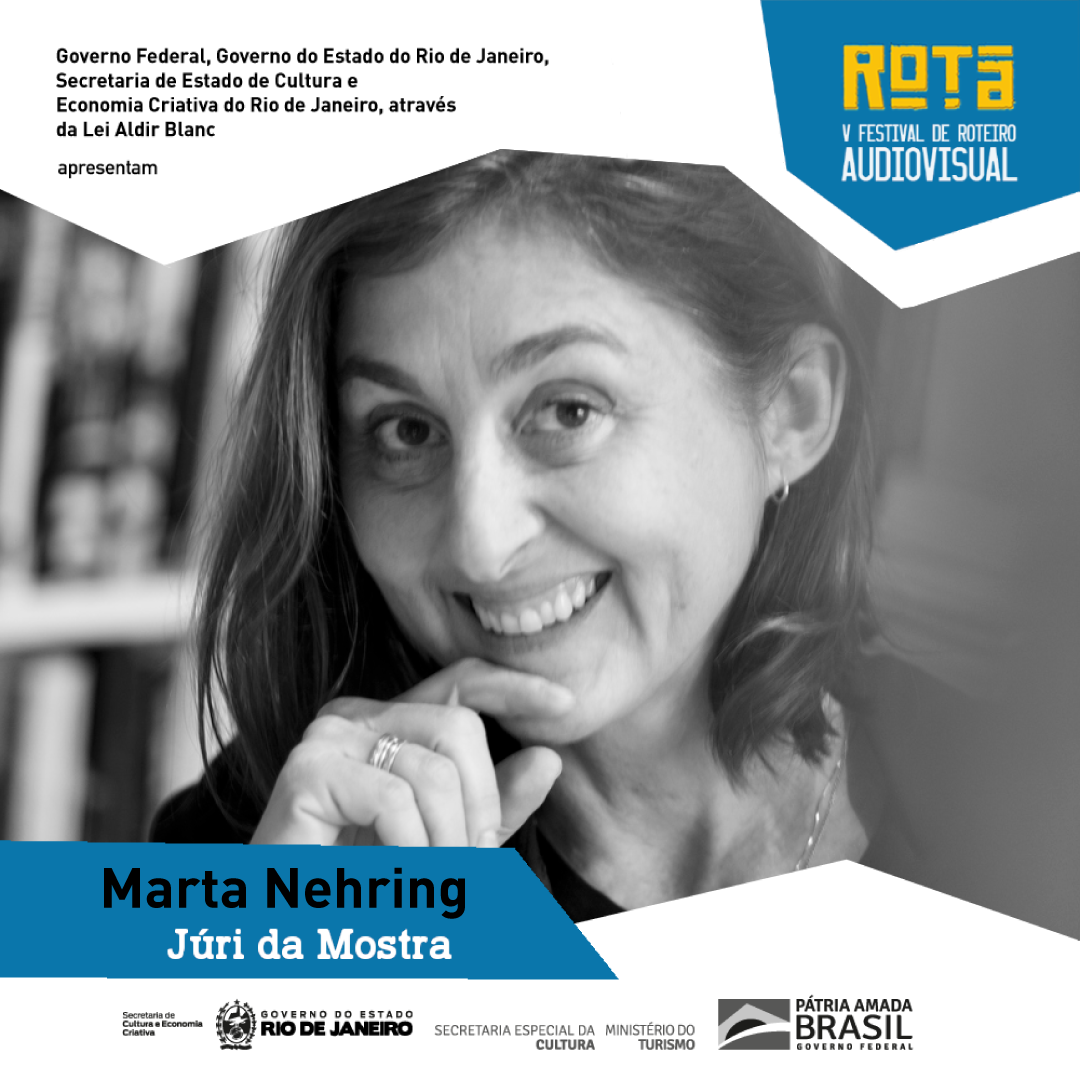 Governo Federal, Governo do Estado do Rio de Janeiro,
Secretaria de Estado de Cultura e
Economia Criativa do Rio de Janeiro, através
da Lei Aldir Blanc
apresentam
ROTA
V FESTIVAL DE ROTEIRO
AUDIOVISUAL
Marta Nehring
Júri da Mostra
Secretaria de
Cultura e Economia
Criativa
GOVERNO DO ESTADO
RIO DE JANEIRO
SECRETARIA ESPECIAL DA
CULTURA
MINISTÉRIO DO
TURISMO
PÁTRIA AMADA
BRASIL
GOVERNO FEDERAL